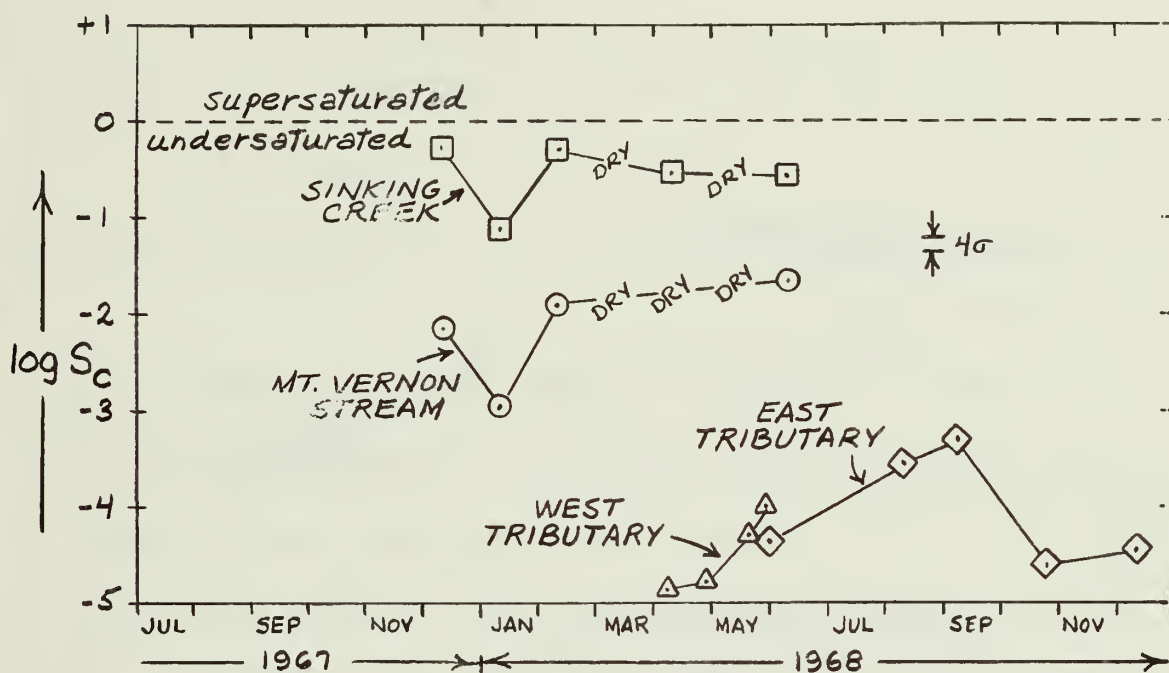 +1
supersaturated
0
undersaturated
DRY
DRY
SINKING
CREEK
-1
4σ
-2
DRY DRY DRY
log Sc
MT. VERNON
STREAM
-3
EAST
TRIBUTARY
-4
WEST
TRIBUTARY
-5
JUL SEP NOV JAN MAR MAY JUL SEP NOV
1967 1968